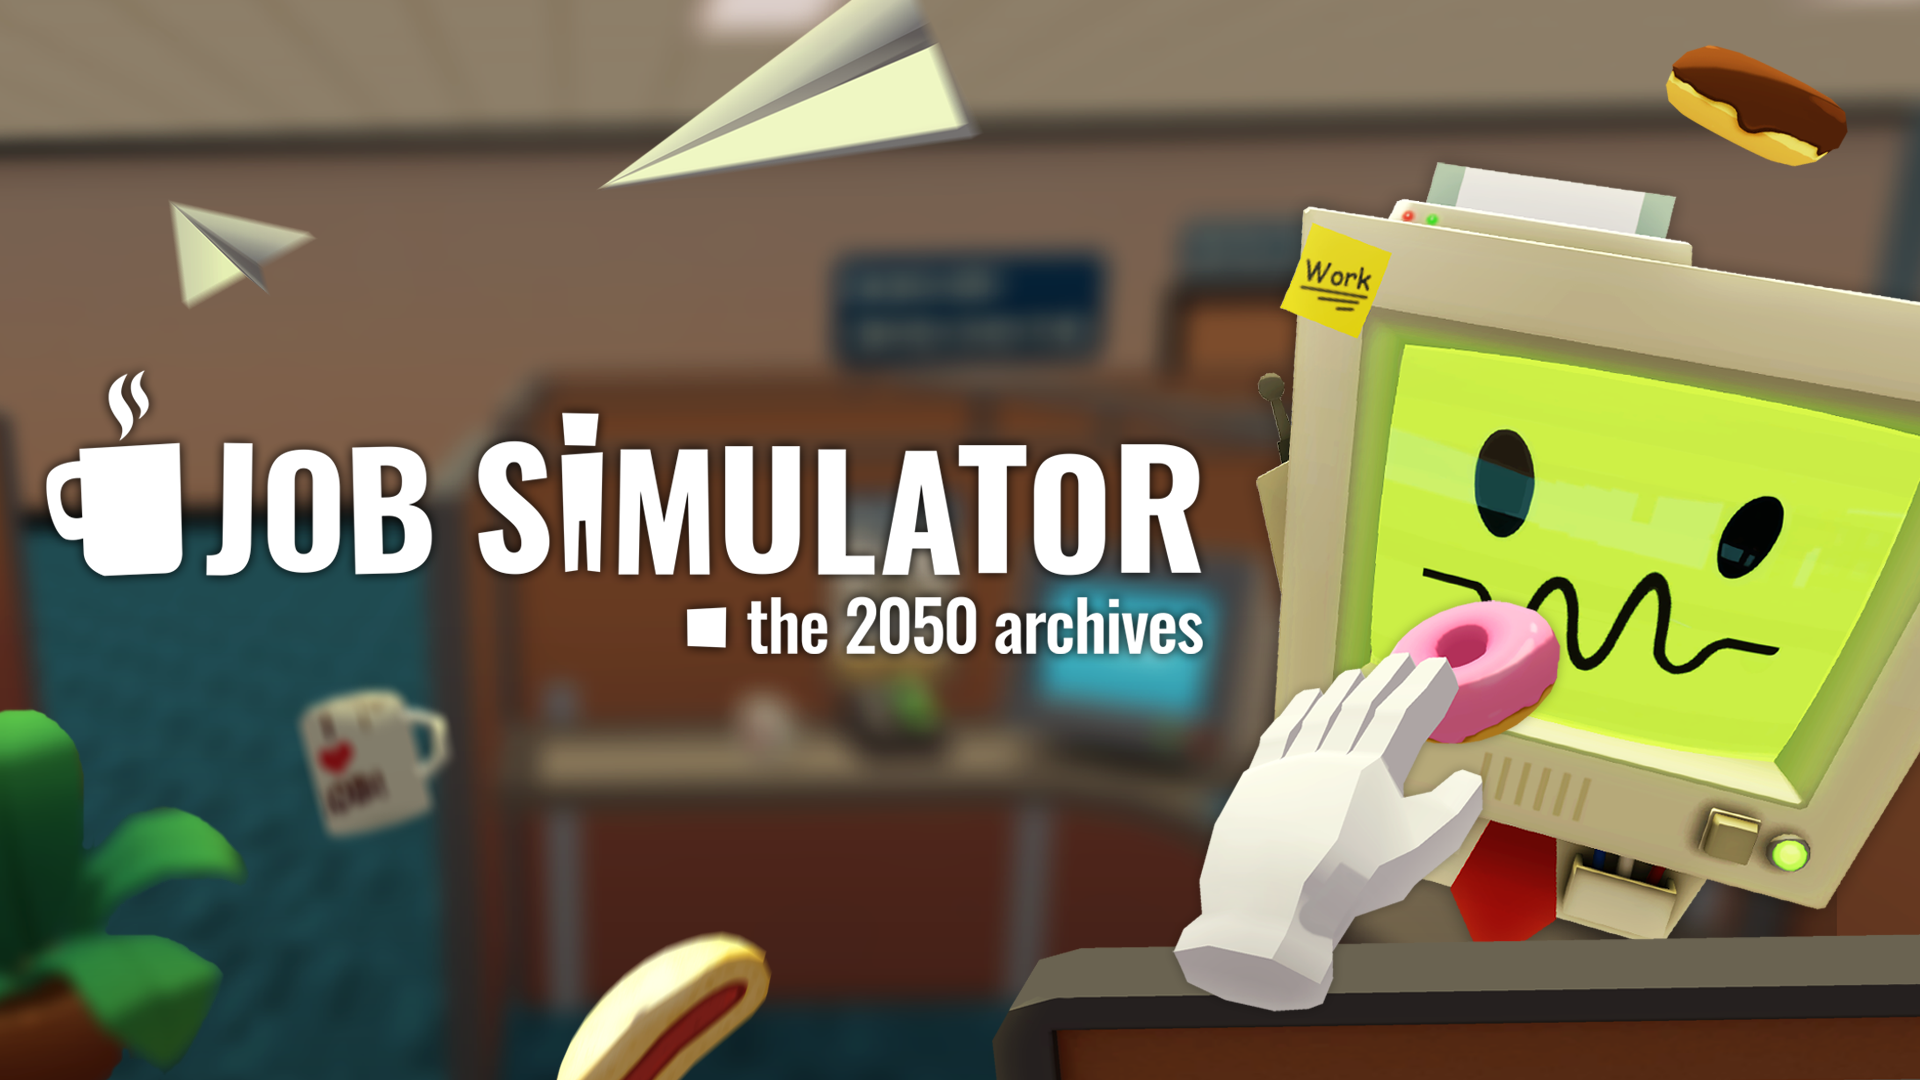 Work
JOB SiMULAToR
the 2050 archives
I